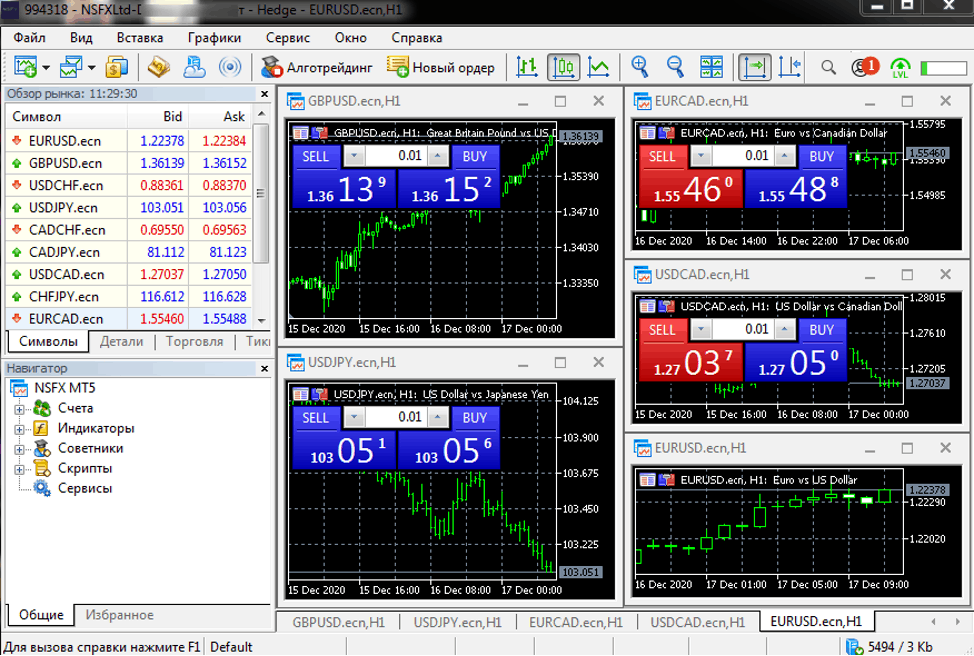 994318 - NSFXLtd- т - Hedge - EURUSD.ecn,H1
Файл Вид Вставка Графики Сервис Окно Справка
Алготрейдинг Новый ордер 1 LVL
Обзор рынка: 11:29:30
Символ Bid Ask
EURUSD.ecn 1.22378 1.22384
GBPUSD.ecn 1.36139 1.36152
USDCHF.ecn 0.88361 0.88370
USDJPY.ecn 103.051 103.056
CADCHF.ecn 0.69550 0.69563
CADJPY.ecn 81.112 81.123
USDCAD.ecn 1.27037 1.27050
CHFJPY.ecn 116.612 116.628
EURCAD.ecn 1.55460 1.55488
Символы Детали Торговля Тики
Навигатор
NSFX MT5
Счета
Индикаторы
Советники
Скрипты
Сервисы
Общие Избранное
GBPUSD.ecn,H1
GBPUSD.ecn, H1: Great Britain Pound vs US D
SELL 0.01 BUY
1.36 13 9 1.36 15 2
1.36139
1.35390
1.34710
1.34030
1.33350
15 Dec 2020 15 Dec 16:00 16 Dec 08:00 17 Dec 00:00
USDJPY.ecn,H1
USDJPY.ecn, H1: US Dollar vs Japanese Yen
SELL 0.01 BUY
103 05 1 103 05 6
104.125
103.900
103.675
103.450
103.225
103.051
15 Dec 2020 15 Dec 16:00 16 Dec 08:00 17 Dec 00:00
EURCAD.ecn,H1
EURCAD.ecn, H1: Euro vs Canadian Dollar
SELL 0.01 BUY
1.55 46 0 1.55 48 8
1.55795
1.55460
1.54985
16 Dec 2020 16 Dec 14:00 16 Dec 22:00 17 Dec 06:00
USDCAD.ecn,H1
USDCAD.ecn, H1: US Dollar vs Canadian Doll
SELL 0.01 BUY
1.27 03 7 1.27 05 0
1.28015
1.27610
1.27205
1.27037
15 Dec 2020 15 Dec 16:00 16 Dec 08:00 17 Dec 00:00
EURUSD.ecn,H1
EURUSD.ecn, H1: Euro vs US Dollar
1.22378
1.22290
1.22020
16 Dec 2020 17 Dec 01:00 17 Dec 05:00 17 Dec 09:00
GBPUSD.ecn,H1 USDJPY.ecn,H1 EURCAD.ecn,H1 USDCAD.ecn,H1 EURUSD.ecn,H1
Для вызова справки нажмите F1 Default 5494 / 3 Kb